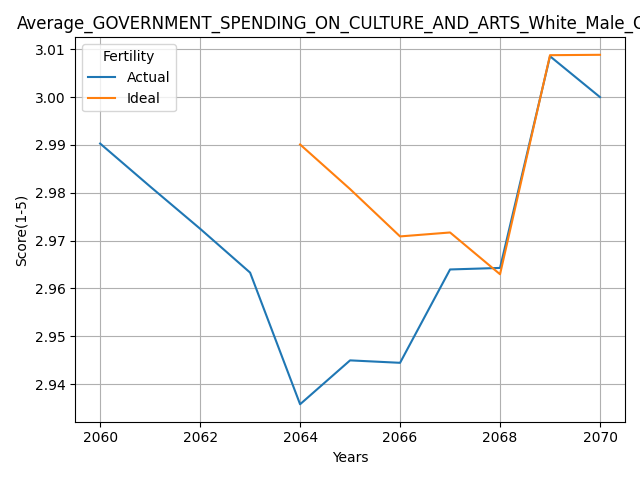 Average_GOVERNMENT_SPENDING_ON_CULTURE_AND_ARTS_White_Male_
Fertility
Actual
Ideal
3.01
3.00
2.99
2.98
2.97
2.96
2.95
2.94
Score(1-5)
2060 2062 2064 2066 2068 2070
Years